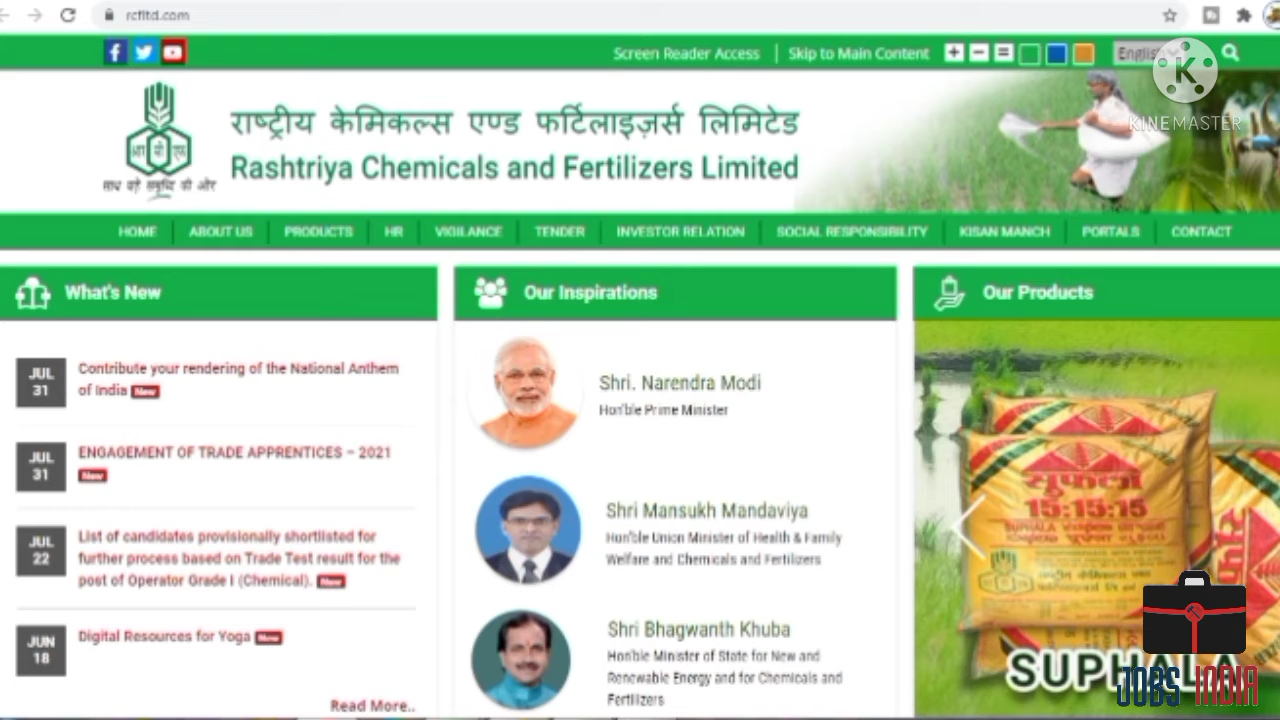 rcfltd.com
Screen Reader Access | Skip to Main Content + - = English
KINEMASTER
राष्ट्रीय केमिकल्स एण्ड फर्टिलाइज़र्स लिमिटेड
Rashtriya Chemicals and Fertilizers Limited
आर सी एफ
साथ बढ़ें समृद्धि की ओर
HOME ABOUT US PRODUCTS HR VIGILANCE TENDER INVESTOR RELATION SOCIAL RESPONSIBILITY KISAN MANCH PORTALS CONTACT
What's New
JUL
31
Contribute your rendering of the National Anthem
of India New
JUL
31
ENGAGEMENT OF TRADE APPRENTICES – 2021
New
JUL
22
List of candidates provisionally shortlisted for
further process based on Trade Test result for the
post of Operator Grade I (Chemical). New
JUN
18
Digital Resources for Yoga New
Read More..
Our Inspirations
Shri. Narendra Modi
Hon'ble Prime Minister
Shri Mansukh Mandaviya
Hon'ble Union Minister of Health & Family
Welfare and Chemicals and Fertilizers
Shri Bhagwanth Khuba
Hon'ble Minister of State for New and
Renewable Energy and for Chemicals and
Fertilizers
Our Products
सुफला
15:15:15
SUPHALA
SUPHALA
JOBS INDIA